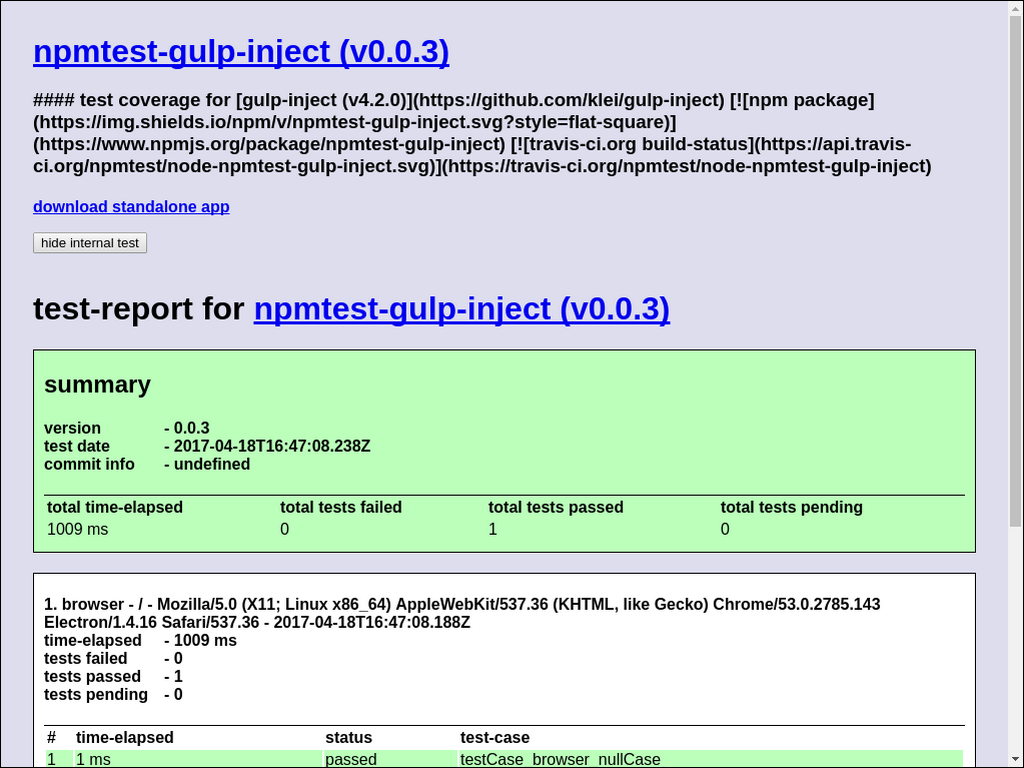 npmtest-gulp-inject (v0.0.3)
#### test coverage for [gulp-inject (v4.2.0)](https://github.com/klei/gulp-inject) [![npm package]
(https://img.shields.io/npm/v/npmtest-gulp-inject.svg?style=flat-square)]
(https://www.npmjs.org/package/npmtest-gulp-inject) [![travis-ci.org build-status](https://api.travis-
ci.org/npmtest/node-npmtest-gulp-inject.svg)](https://travis-ci.org/npmtest/node-npmtest-gulp-inject)
download standalone app
hide internal test
test-report for npmtest-gulp-inject (v0.0.3)
summary
version - 0.0.3
test date - 2017-04-18T16:47:08.238Z
commit info - undefined
total time-elapsed total tests failed total tests passed total tests pending
1009 ms 0 1 0
1. browser - / - Mozilla/5.0 (X11; Linux x86_64) AppleWebKit/537.36 (KHTML, like Gecko) Chrome/53.0.2785.143
Electron/1.4.16 Safari/537.36 - 2017-04-18T16:47:08.188Z
time-elapsed - 1009 ms
tests failed - 0
tests passed - 1
tests pending - 0
# time-elapsed status test-case
1 1 ms passed testCase_browser_nullCase